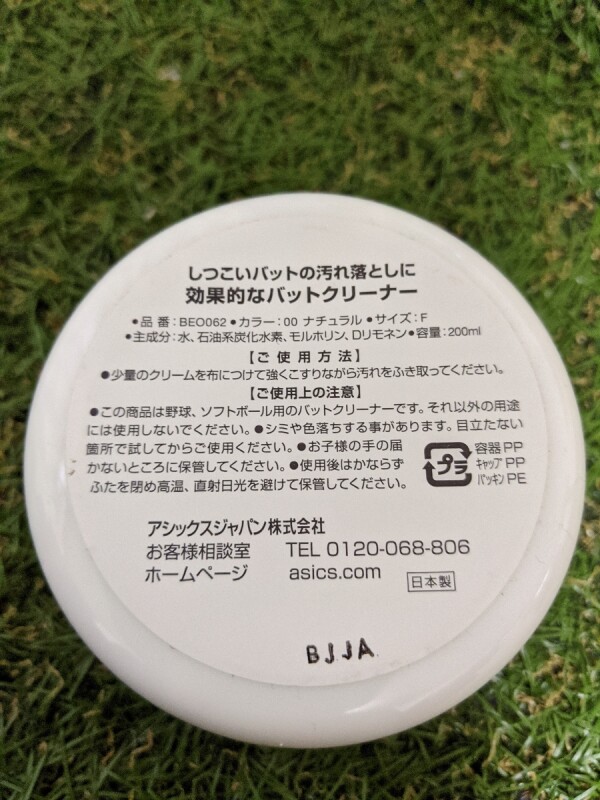 しつこいバットの汚れ落としに
効果的なバットクリーナー
●品 番：BEO062 ●カラー：00 ナチュラル ●サイズ：F
●主成分：水、石油系炭化水素、モルホリン、Dリモネン ●容量：200ml
【ご使用方法】
●少量のクリームを布につけて強くこすりながら汚れをふき取ってください。
【ご使用上の注意】
●この商品は野球、ソフトボール用のバットクリーナーです。それ以外の用途
には使用しないでください。●シミや色落ちする事があります。目立たない
箇所で試してからご使用ください。●お子様の手の届
かないところに保管してください。●使用後はかならず
ふたを閉め高温、直射日光を避けて保管してください。
プラ
容器 PP
キャップ PP
パッキン PE
アシックスジャパン株式会社
お客様相談室 TEL 0120-068-806
ホームページ asics.com
日本製
BJJA